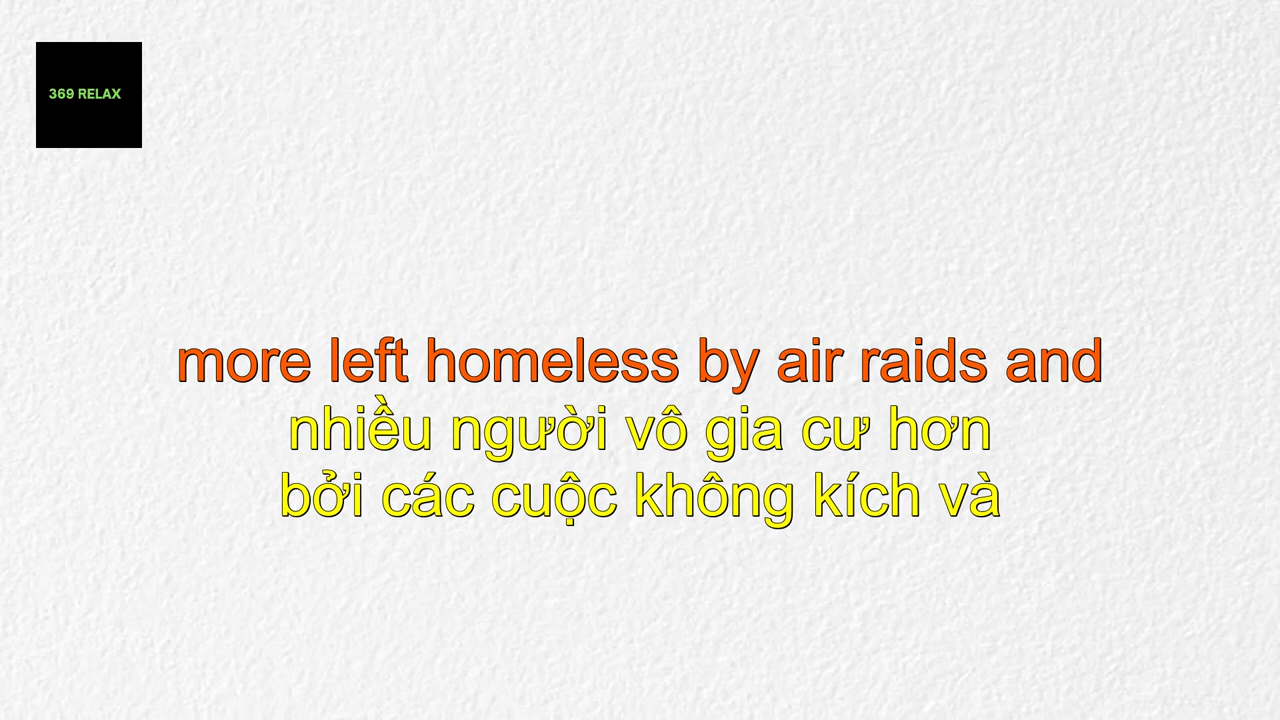 369 RELAX
more left homeless by air raids and
nhiều người vô gia cư hơn
bởi các cuộc không kích và